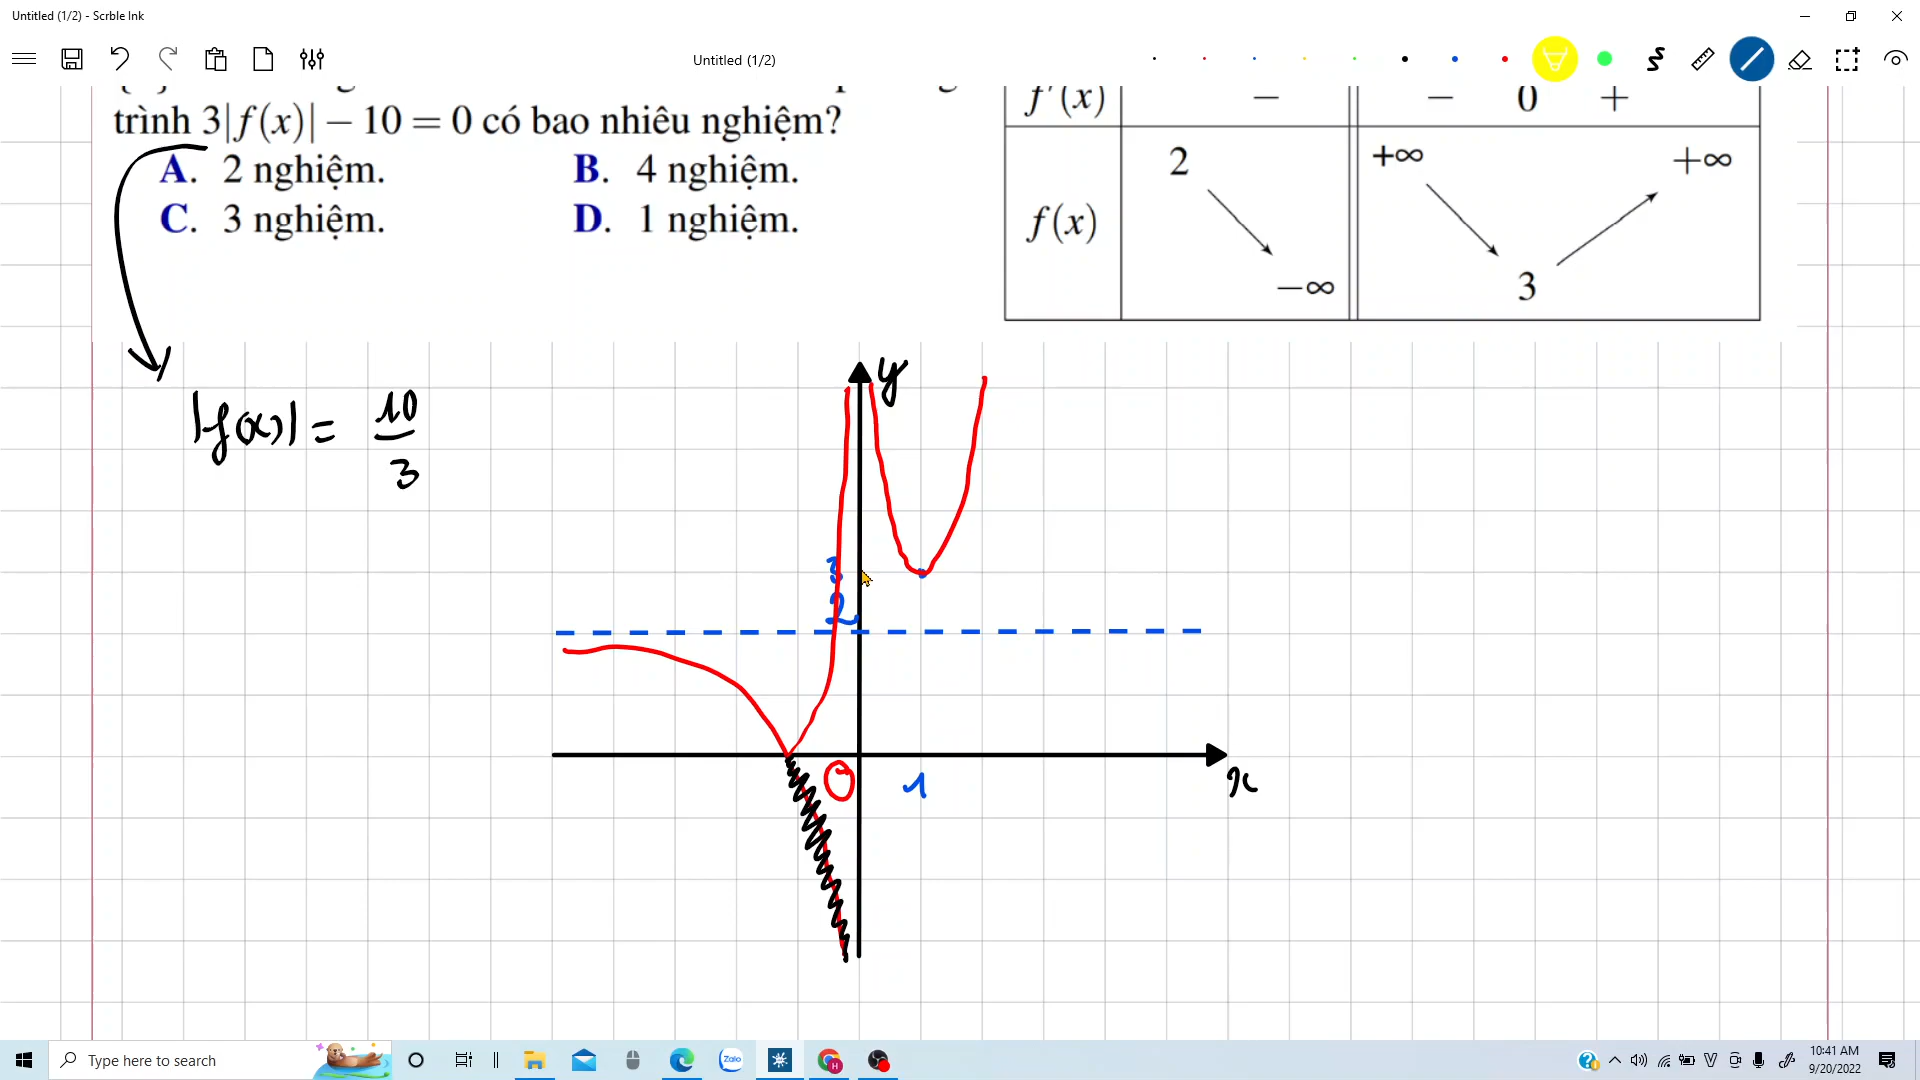 Untitled (1/2) - Scrble Ink
Untitled (1/2)
trình 3|f(x)| − 10 = 0 có bao nhiêu nghiệm?
A. 2 nghiệm. B. 4 nghiệm.
C. 3 nghiệm. D. 1 nghiệm.
f'(x) − − 0 +
2 +∞ +∞
f(x)
−∞ 3
|f(x)| = 10/3
y
3
2
0 1
x
Type here to search
Zalo
H
10:41 AM
9/20/2022